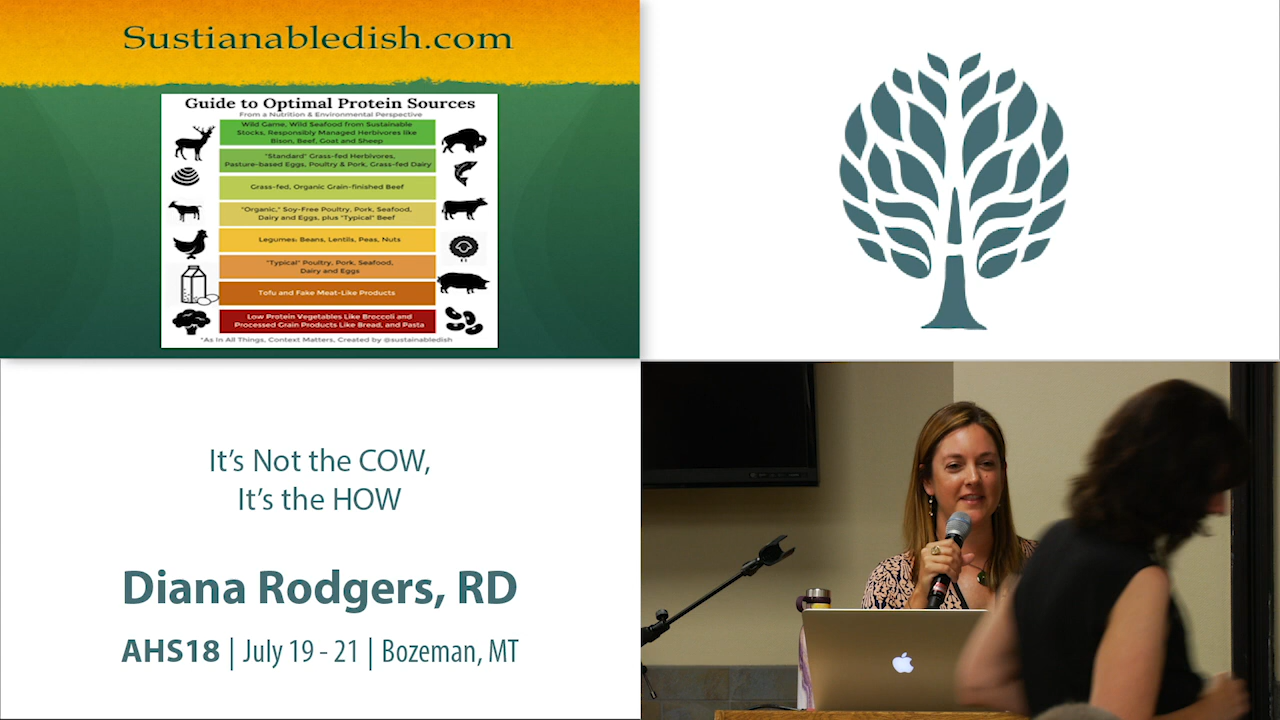 Sustianabledish.com
Guide to Optimal Protein Sources
From a Nutrition & Environmental Perspective
Wild Game, Wild Seafood from Sustainable
Stocks, Responsibly Managed Herbivores like
Bison, Beef, Goat and Sheep
"Standard" Grass-fed Herbivores,
Pasture-based Eggs, Poultry & Pork, Grass-fed Dairy
Grass-fed, Organic Grain-finished Beef
"Organic," Soy-Free Poultry, Pork, Seafood,
Dairy and Eggs, plus "Typical" Beef
Legumes: Beans, Lentils, Peas, Nuts
"Typical" Poultry, Pork, Seafood,
Dairy and Eggs
Tofu and Fake Meat-Like Products
Low Protein Vegetables Like Broccoli and
Processed Grain Products Like Bread, and Pasta
*As In All Things, Context Matters, Created by @sustainabledish
It's Not the COW,
It's the HOW
Diana Rodgers, RD
AHS18 | July 19 - 21 | Bozeman, MT